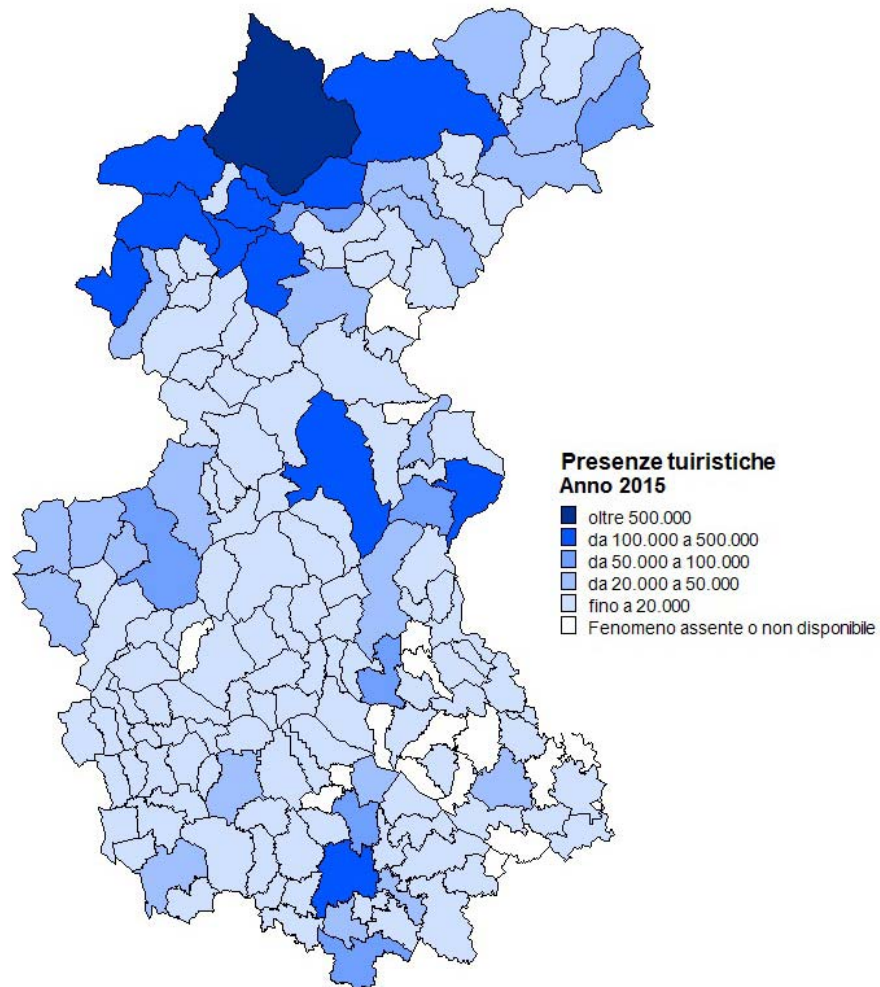 Presenze tuiristiche
Anno 2015
oltre 500.000
da 100.000 a 500.000
da 50.000 a 100.000
da 20.000 a 50.000
fino a 20.000
Fenomeno assente o non disponibile